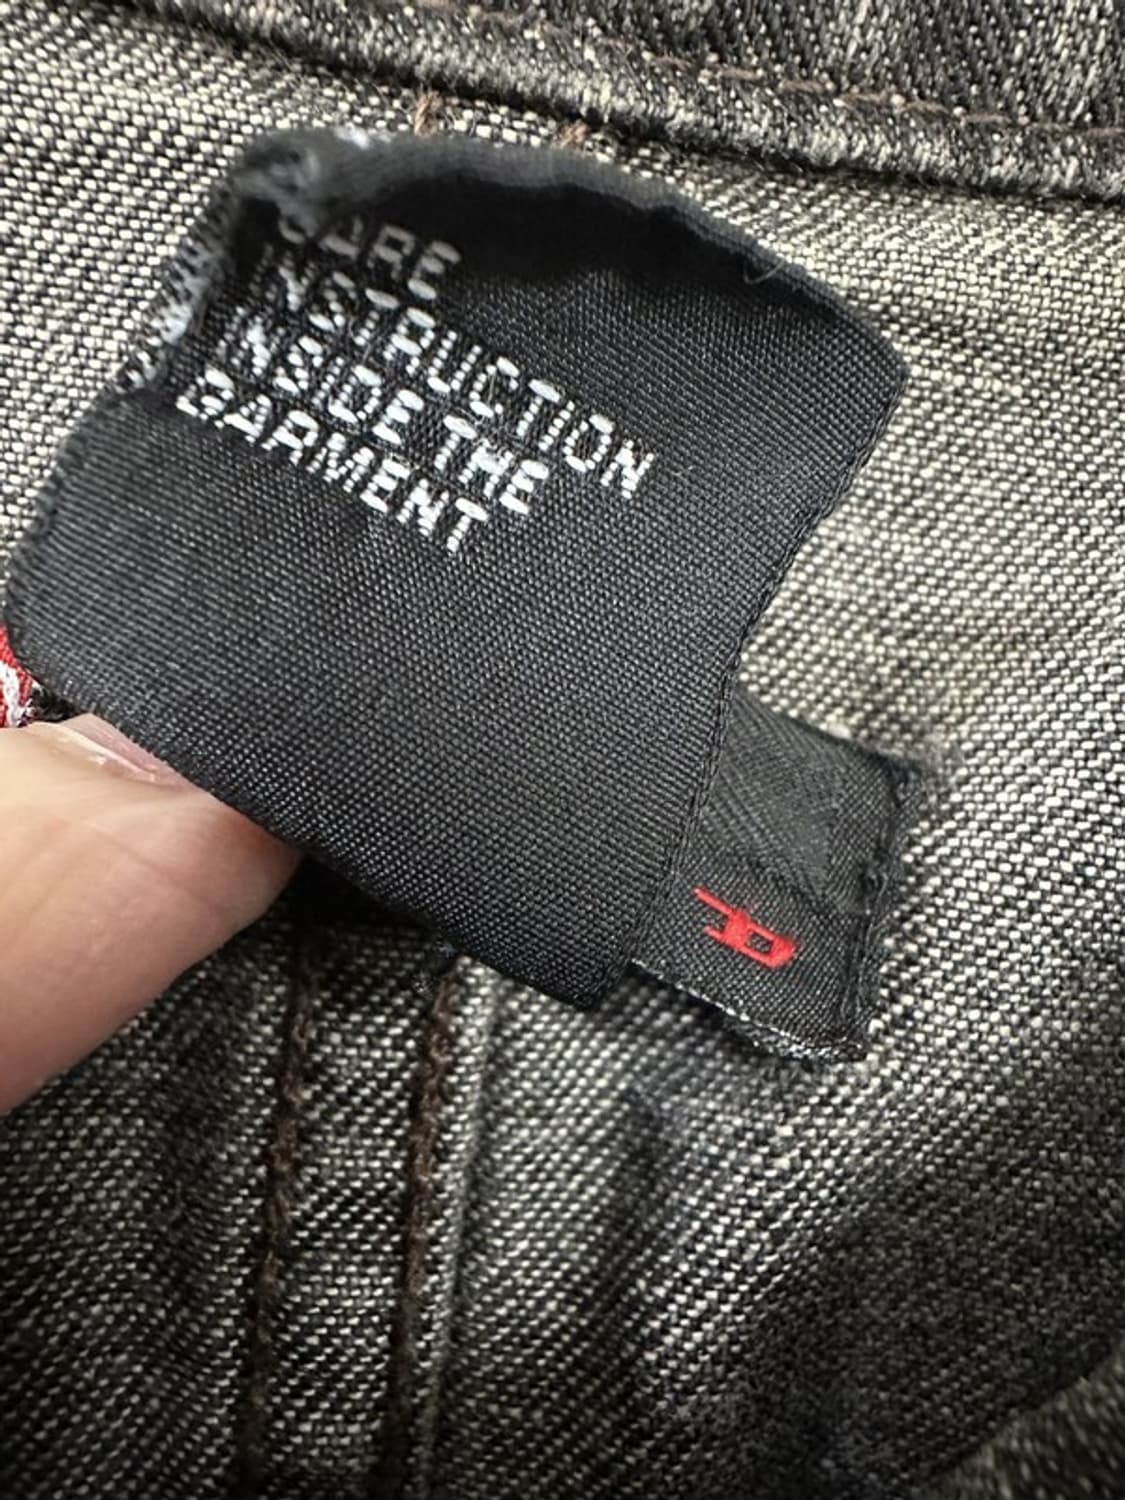 CARE
INSTRUCTION
INSIDE THE
GARMENT